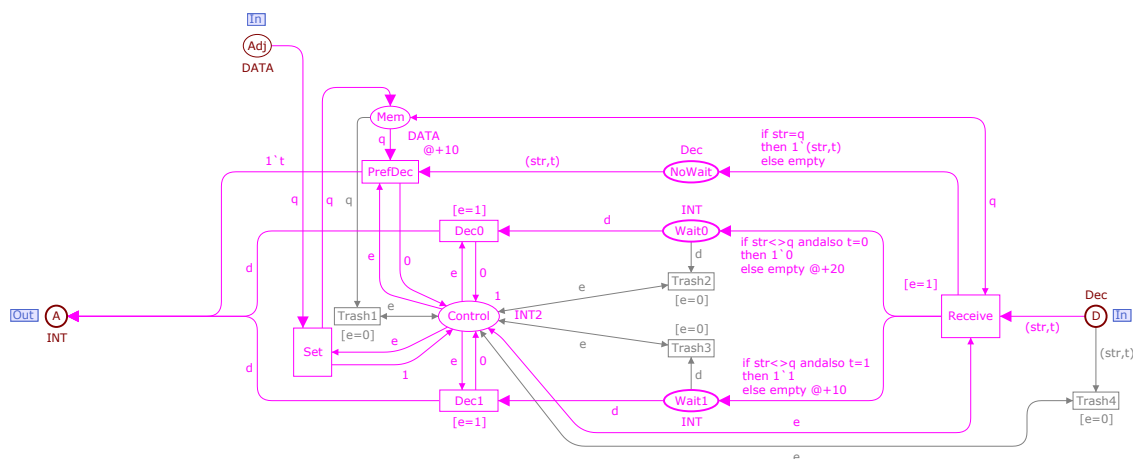 In
Adj
DATA
Mem
q
DATA
@+10
if str=q
then 1`(str,t)
else empty
Dec
1`t
PrefDec
(str,t)
NoWait
q
q
q
q
[e=1]
INT
Dec0
d
Wait0
d
e
0
e
0
if str<>q andalso t=0
then 1`0
else empty @+20
d
Trash2
[e=0]
e
[e=1]
Dec
Out
A
INT
Trash1
[e=0]
e
1
Control
INT2
Receive
(str,t)
D
In
[e=0]
Trash3
e
Set
e
1
e
0
d
if str<>q andalso t=1
then 1`1
else empty @+10
(str,t)
d
Dec1
[e=1]
d
Wait1
INT
e
Trash4
[e=0]
e